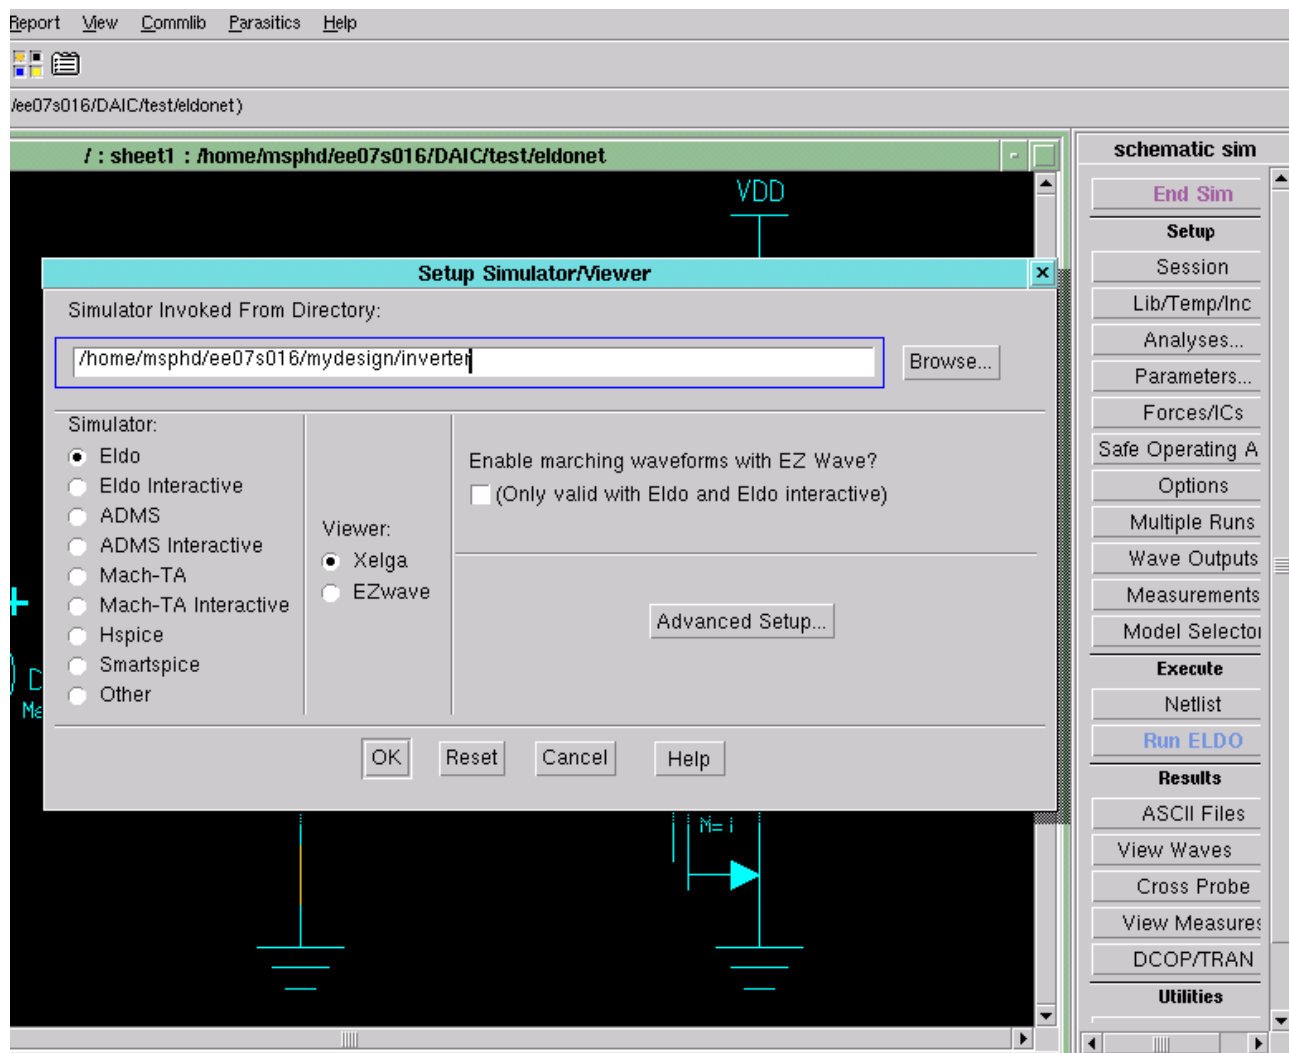 Report View Commlib Parasitics Help
/ee07s016/DAIC/test/eldonet)
/ : sheet1 : /home/msphd/ee07s016/DAIC/test/eldonet
VDD
Setup Simulator/Viewer
Simulator Invoked From Directory:
/home/msphd/ee07s016/mydesign/inverter
Browse...
Simulator:
Eldo
Eldo Interactive
ADMS
ADMS Interactive
Mach-TA
Mach-TA Interactive
Hspice
Smartspice
Other
Viewer:
Xelga
EZwave
Enable marching waveforms with EZ Wave?
(Only valid with Eldo and Eldo interactive)
Advanced Setup...
OK Reset Cancel Help
M=1
schematic sim
End Sim
Setup
Session
Lib/Temp/Inc
Analyses...
Parameters...
Forces/ICs
Safe Operating A
Options
Multiple Runs
Wave Outputs
Measurements
Model Selector
Execute
Netlist
Run ELDO
Results
ASCII Files
View Waves
Cross Probe
View Measures
DCOP/TRAN
Utilities